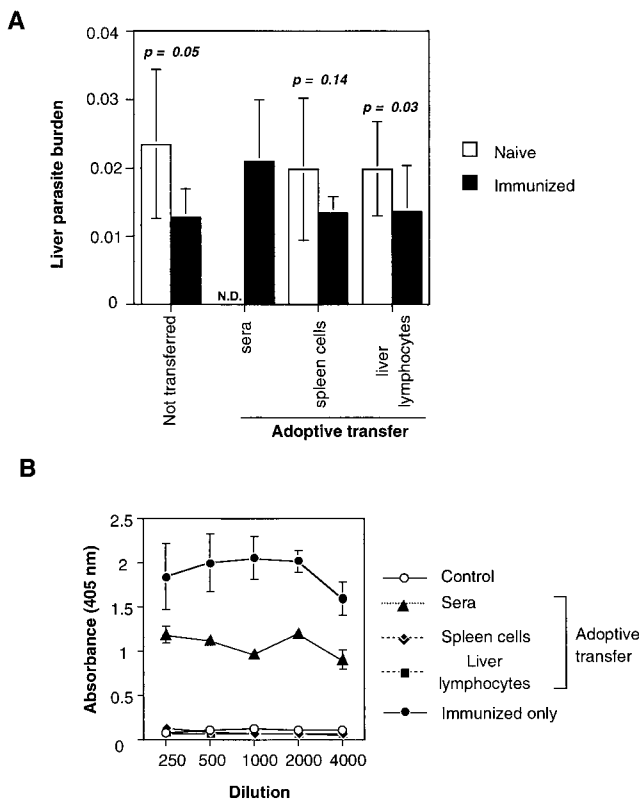 A
0.04
0.03
0.02
0.01
0
Liver parasite burden
p = 0.05
p = 0.14
p = 0.03
N.D.
Naive
Immunized
Not transferred
sera
spleen cells
liver
lymphocytes
Adoptive transfer
B
2.5
2
1.5
1
0.5
0
Absorbance (405 nm)
250 500 1000 2000 4000
Dilution
Control
Sera
Spleen cells
Liver
lymphocytes
Immunized only
Adoptive
transfer